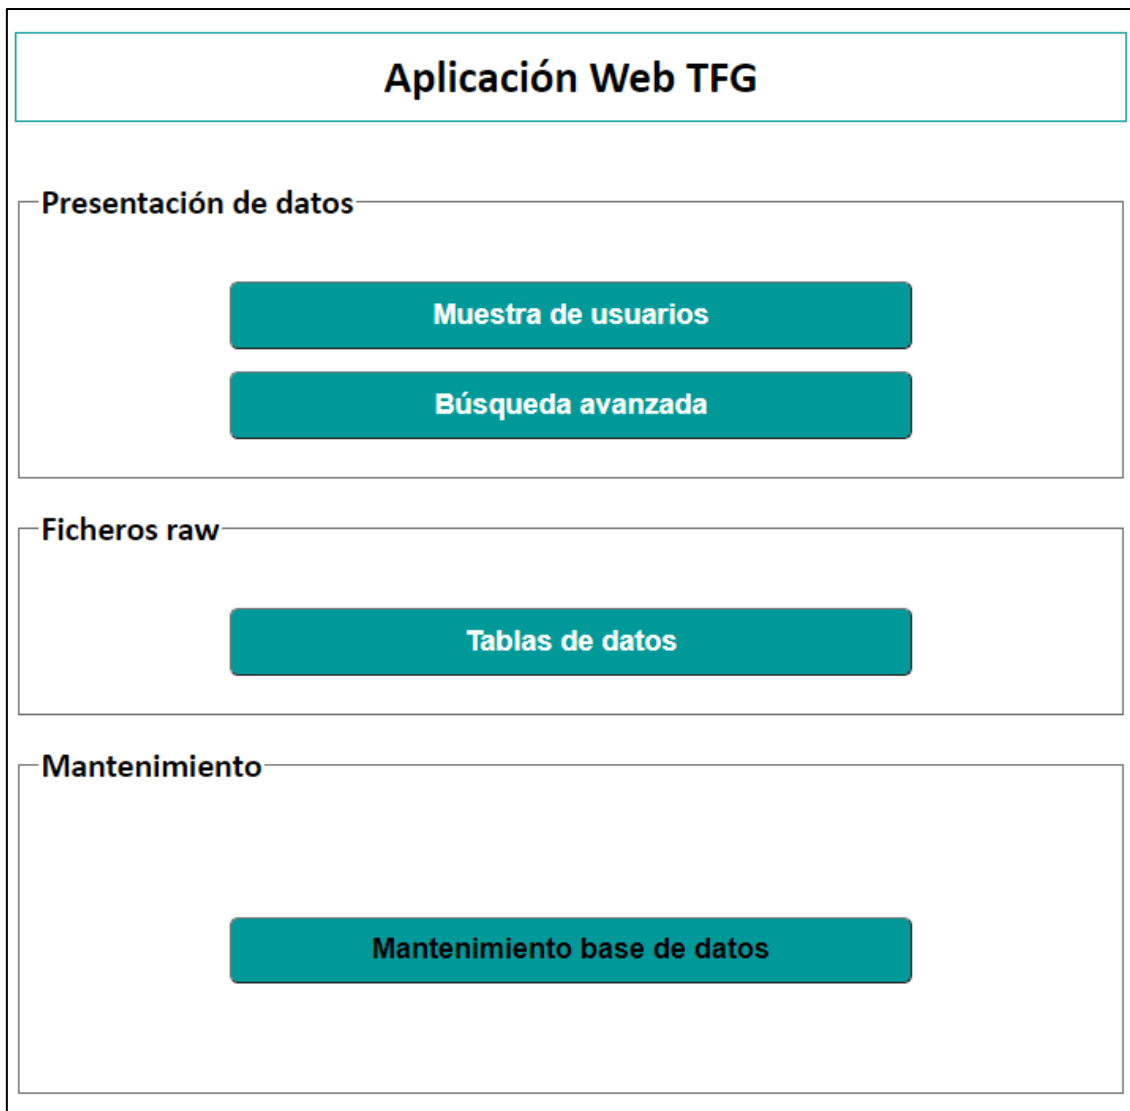 Aplicación Web TFG
Presentación de datos
Muestra de usuarios
Búsqueda avanzada
Ficheros raw
Tablas de datos
Mantenimiento
Mantenimiento base de datos